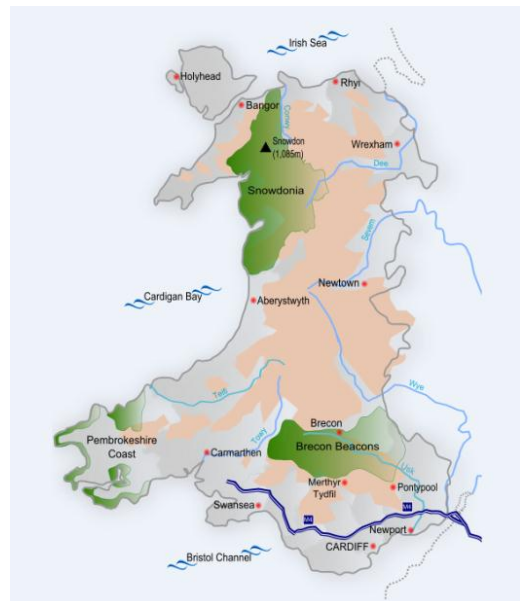 Irish Sea
Holyhead
Rhyl
Bangor
Conwy
Snowdon
(1,085m)
Wrexham
Dee
Snowdonia
Severn
Newtown
Cardigan Bay
Aberystwyth
Wye
Teifi
Brecon
Towy
Pembrokeshire
Coast
Brecon Beacons
Carmarthen
Usk
Merthyr
Tydfil
Pontypool
Swansea
M4
M4
Newport
CARDIFF
Bristol Channel